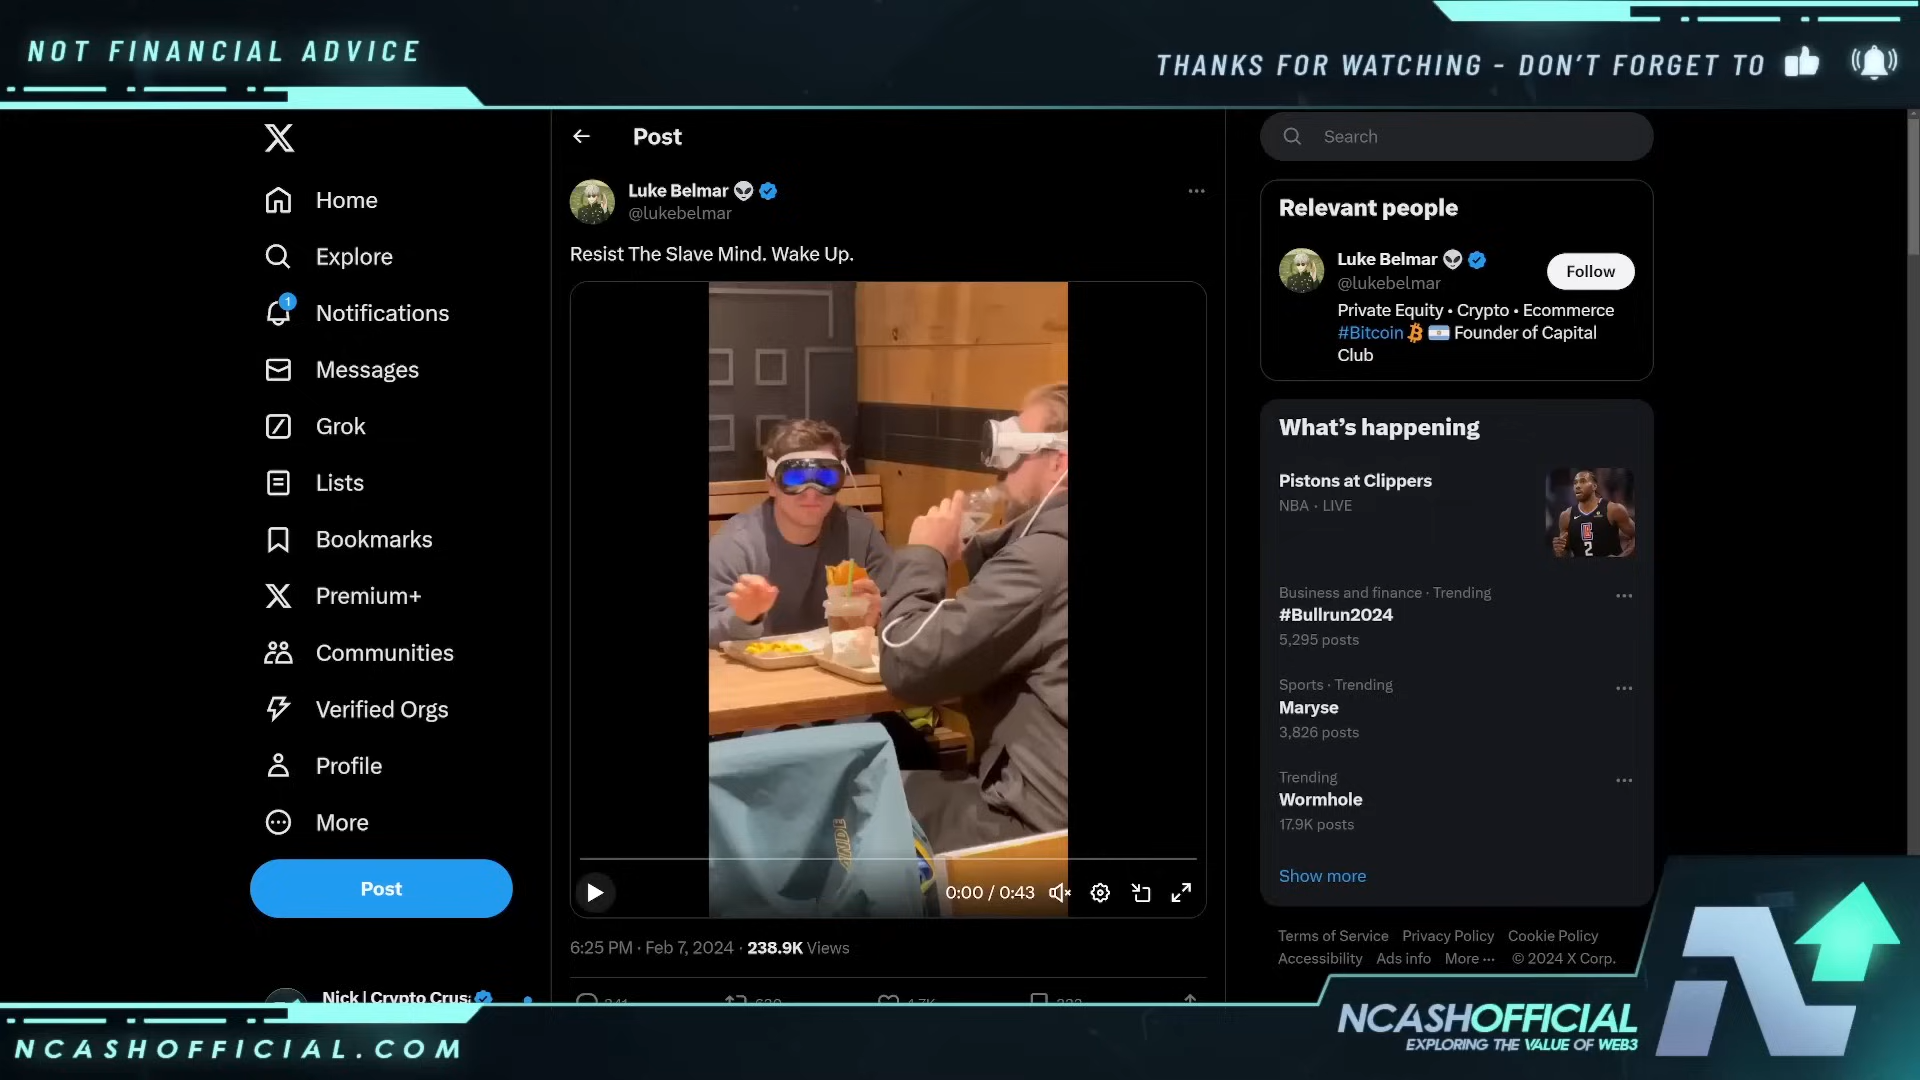 NOT FINANCIAL ADVICE
THANKS FOR WATCHING - DON'T FORGET TO
Home
Explore
1
Notifications
Messages
Grok
Lists
Bookmarks
Premium+
Communities
Verified Orgs
Profile
More
Post
Nick | Crypto Crus
Post
Luke Belmar
@lukebelmar
Resist The Slave Mind. Wake Up.
0:00 / 0:43
6:25 PM · Feb 7, 2024 · 238.9K Views
Search
Relevant people
Luke Belmar
@lukebelmar
Follow
Private Equity • Crypto • Ecommerce
#Bitcoin Founder of Capital
Club
What's happening
Pistons at Clippers
NBA · LIVE
2
Business and finance · Trending
#Bullrun2024
5,295 posts
Sports · Trending
Maryse
3,826 posts
Trending
Wormhole
17.9K posts
Show more
Terms of Service Privacy Policy Cookie Policy
Accessibility Ads info More ··· © 2024 X Corp.
NCASHOFFICIAL.COM
NCASHOFFICIAL
EXPLORING THE VALUE OF WEB3